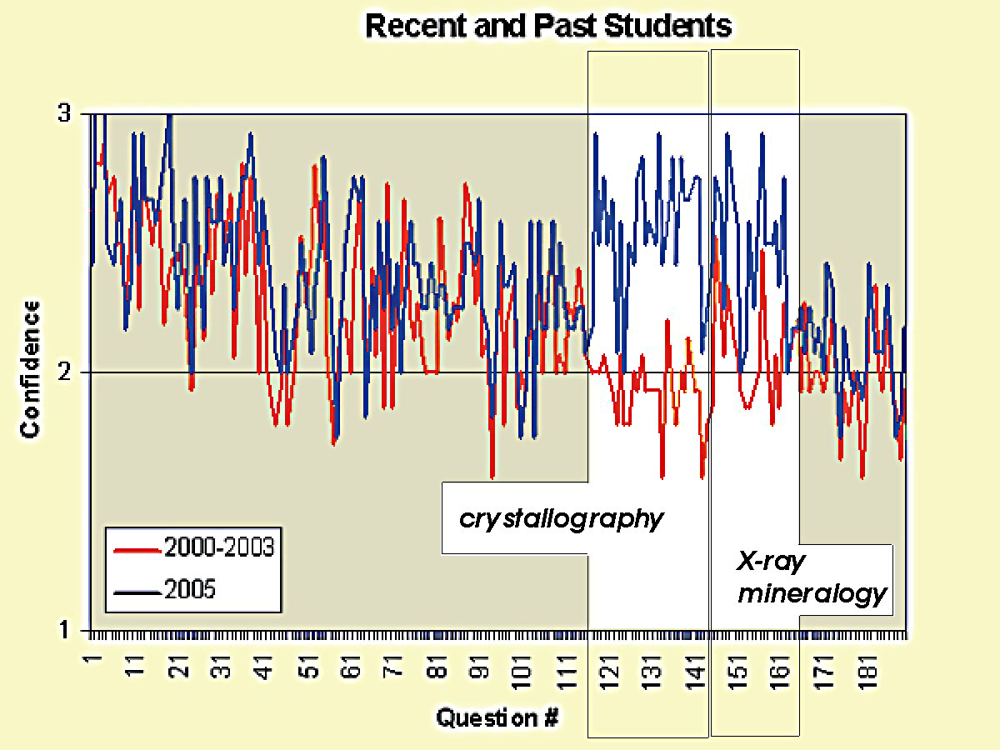 Recent and Past Students
3
2
1
Confidence
crystallography
X-ray
mineralogy
2000-2003
2005
1 11 21 31 41 51 61 71 81 91 101 111 121 131 141 151 161 171 181
Question #